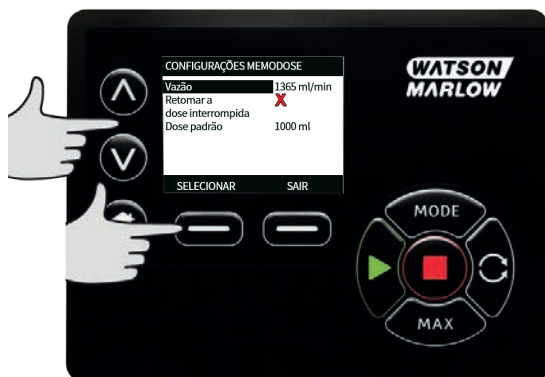 CONFIGURAÇÕES MEMODOSE
Vazão 1365 ml/min
Retomar a
dose interrompida
Dose padrão 1000 ml
SELECIONAR SAIR
WATSON
MARLOW
MODE
MAX